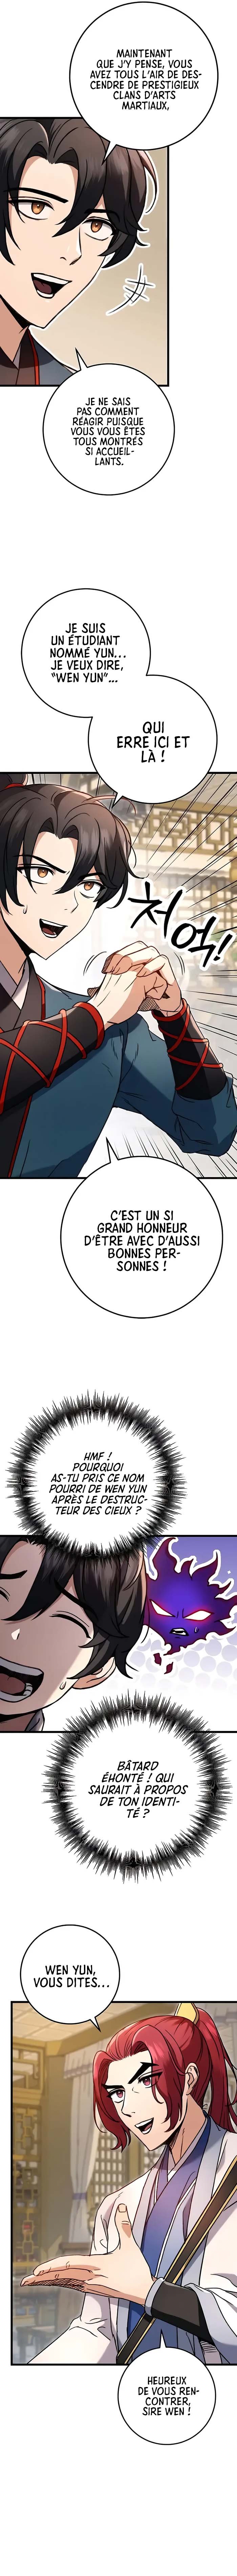 MAINTENANT
QUE J'Y PENSE, VOUS
AVEZ TOUS L'AIR DE DES-
CENDRE DE PRESTIGIEUX
CLANS D'ARTS
MARTIAUX,
JE NE SAIS
PAS COMMENT
RÉAGIR PUISQUE
VOUS VOUS ÊTES
TOUS MONTRÉS
SI ACCUEIL-
LANTS.
JE SUIS
UN ÉTUDIANT
NOMMÉ YUN...
JE VEUX DIRE,
"WEN YUN"...
QUI
ERRE ICI ET
LÀ !
처억!
C'EST UN SI
GRAND HONNEUR
D'ÊTRE AVEC D'AUSSI
BONNES PER-
SONNES !
HMF !
POURQUOI
AS-TU PRIS CE NOM
POURRI DE WEN YUN
APRÈS LE DESTRUC-
TEUR DES CIEUX ?
BÂTARD
ÉHONTÉ ! QUI
SAURAIT À PROPOS
DE TON IDENTI-
TÉ ?
WEN YUN,
VOUS DITES...
HEUREUX
DE VOUS REN-
CONTRER,
SIRE WEN !